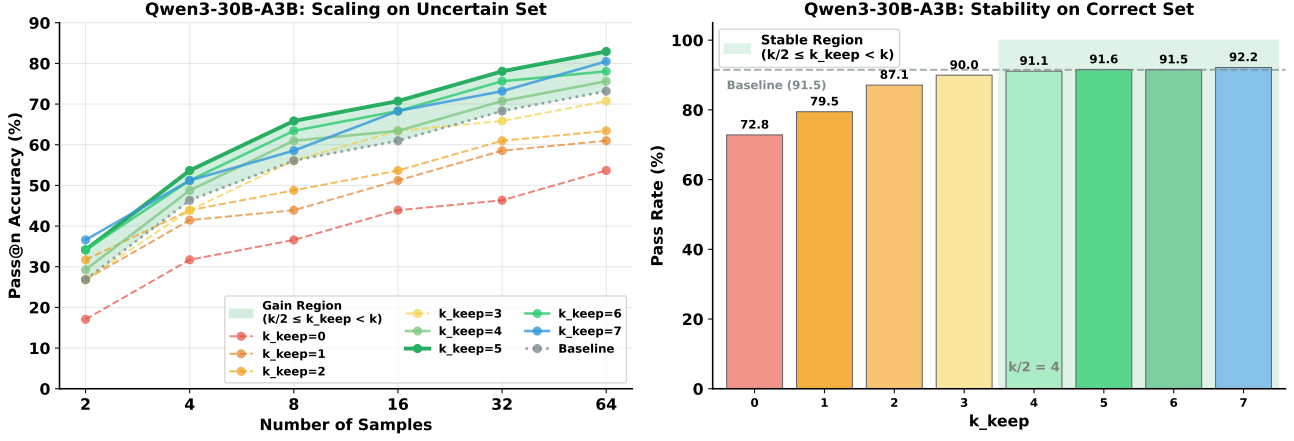 Qwen3-30B-A3B: Scaling on Uncertain Set
Pass@n Accuracy (%)
90
80
70
60
50
40
30
20
10
0
2
4
8
16
32
64
Number of Samples
Gain Region
(k/2 ≤ k_keep < k)
k_keep=0
k_keep=1
k_keep=2
k_keep=3
k_keep=4
k_keep=5
k_keep=6
k_keep=7
Baseline
Qwen3-30B-A3B: Stability on Correct Set
Pass Rate (%)
100
80
60
40
20
0
Stable Region
(k/2 ≤ k_keep < k)
Baseline (91.5)
72.8
79.5
87.1
90.0
91.1
91.6
91.5
92.2
k/2 = 4
0
1
2
3
4
5
6
7
k_keep